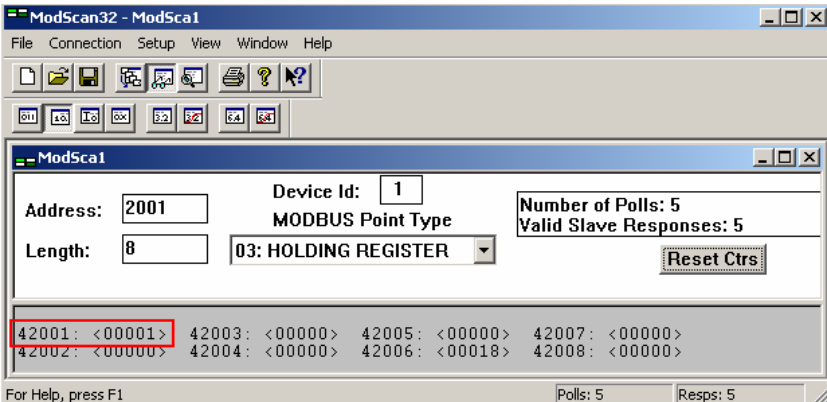 ModScan32 - ModSca1
File Connection Setup View Window Help
ModSca1
Address: 2001
Device Id: 1
MODBUS Point Type
Length: 8
03: HOLDING REGISTER
Number of Polls: 5
Valid Slave Responses: 5
Reset Ctrs
42001: <00001> 42003: <00000> 42005: <00000> 42007: <00000>
42002: <00000> 42004: <00000> 42006: <00018> 42008: <00000>
For Help, press F1
Polls: 5
Resps: 5